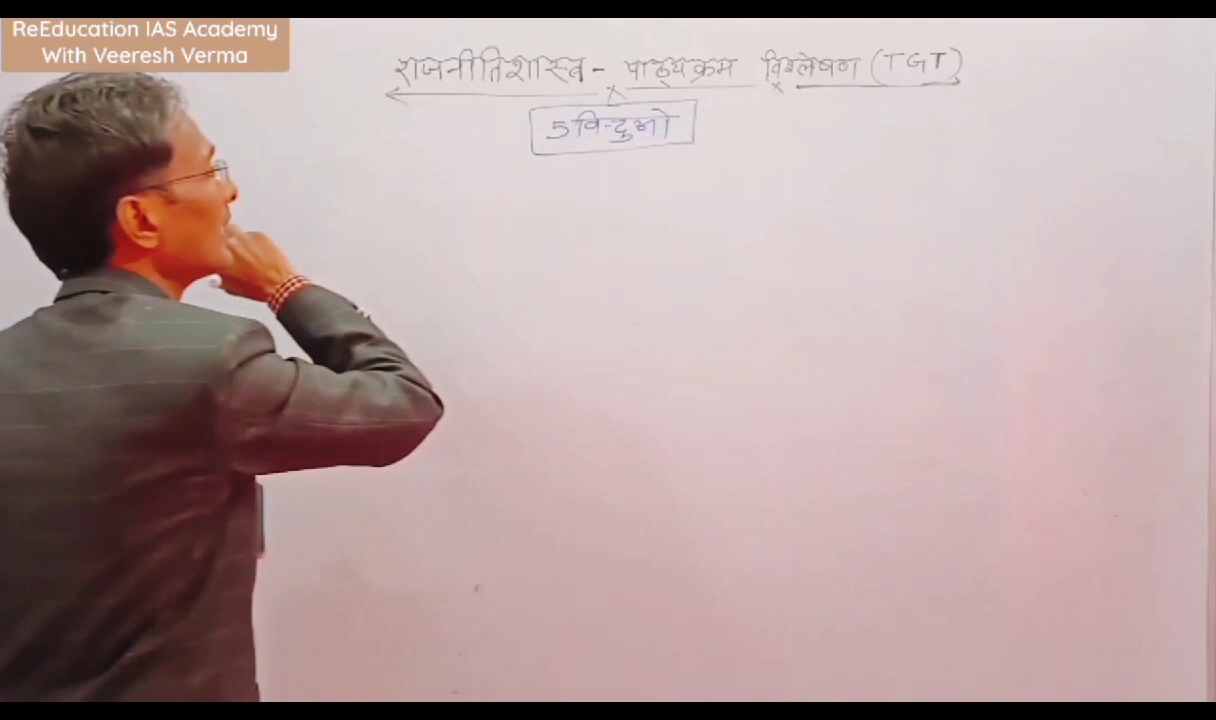 ReEducation IAS Academy
With Veeresh Verma
राजनीतिशास्त्र - पाठ्यक्रम विश्लेषण (TGT)
5 विन्दुओ